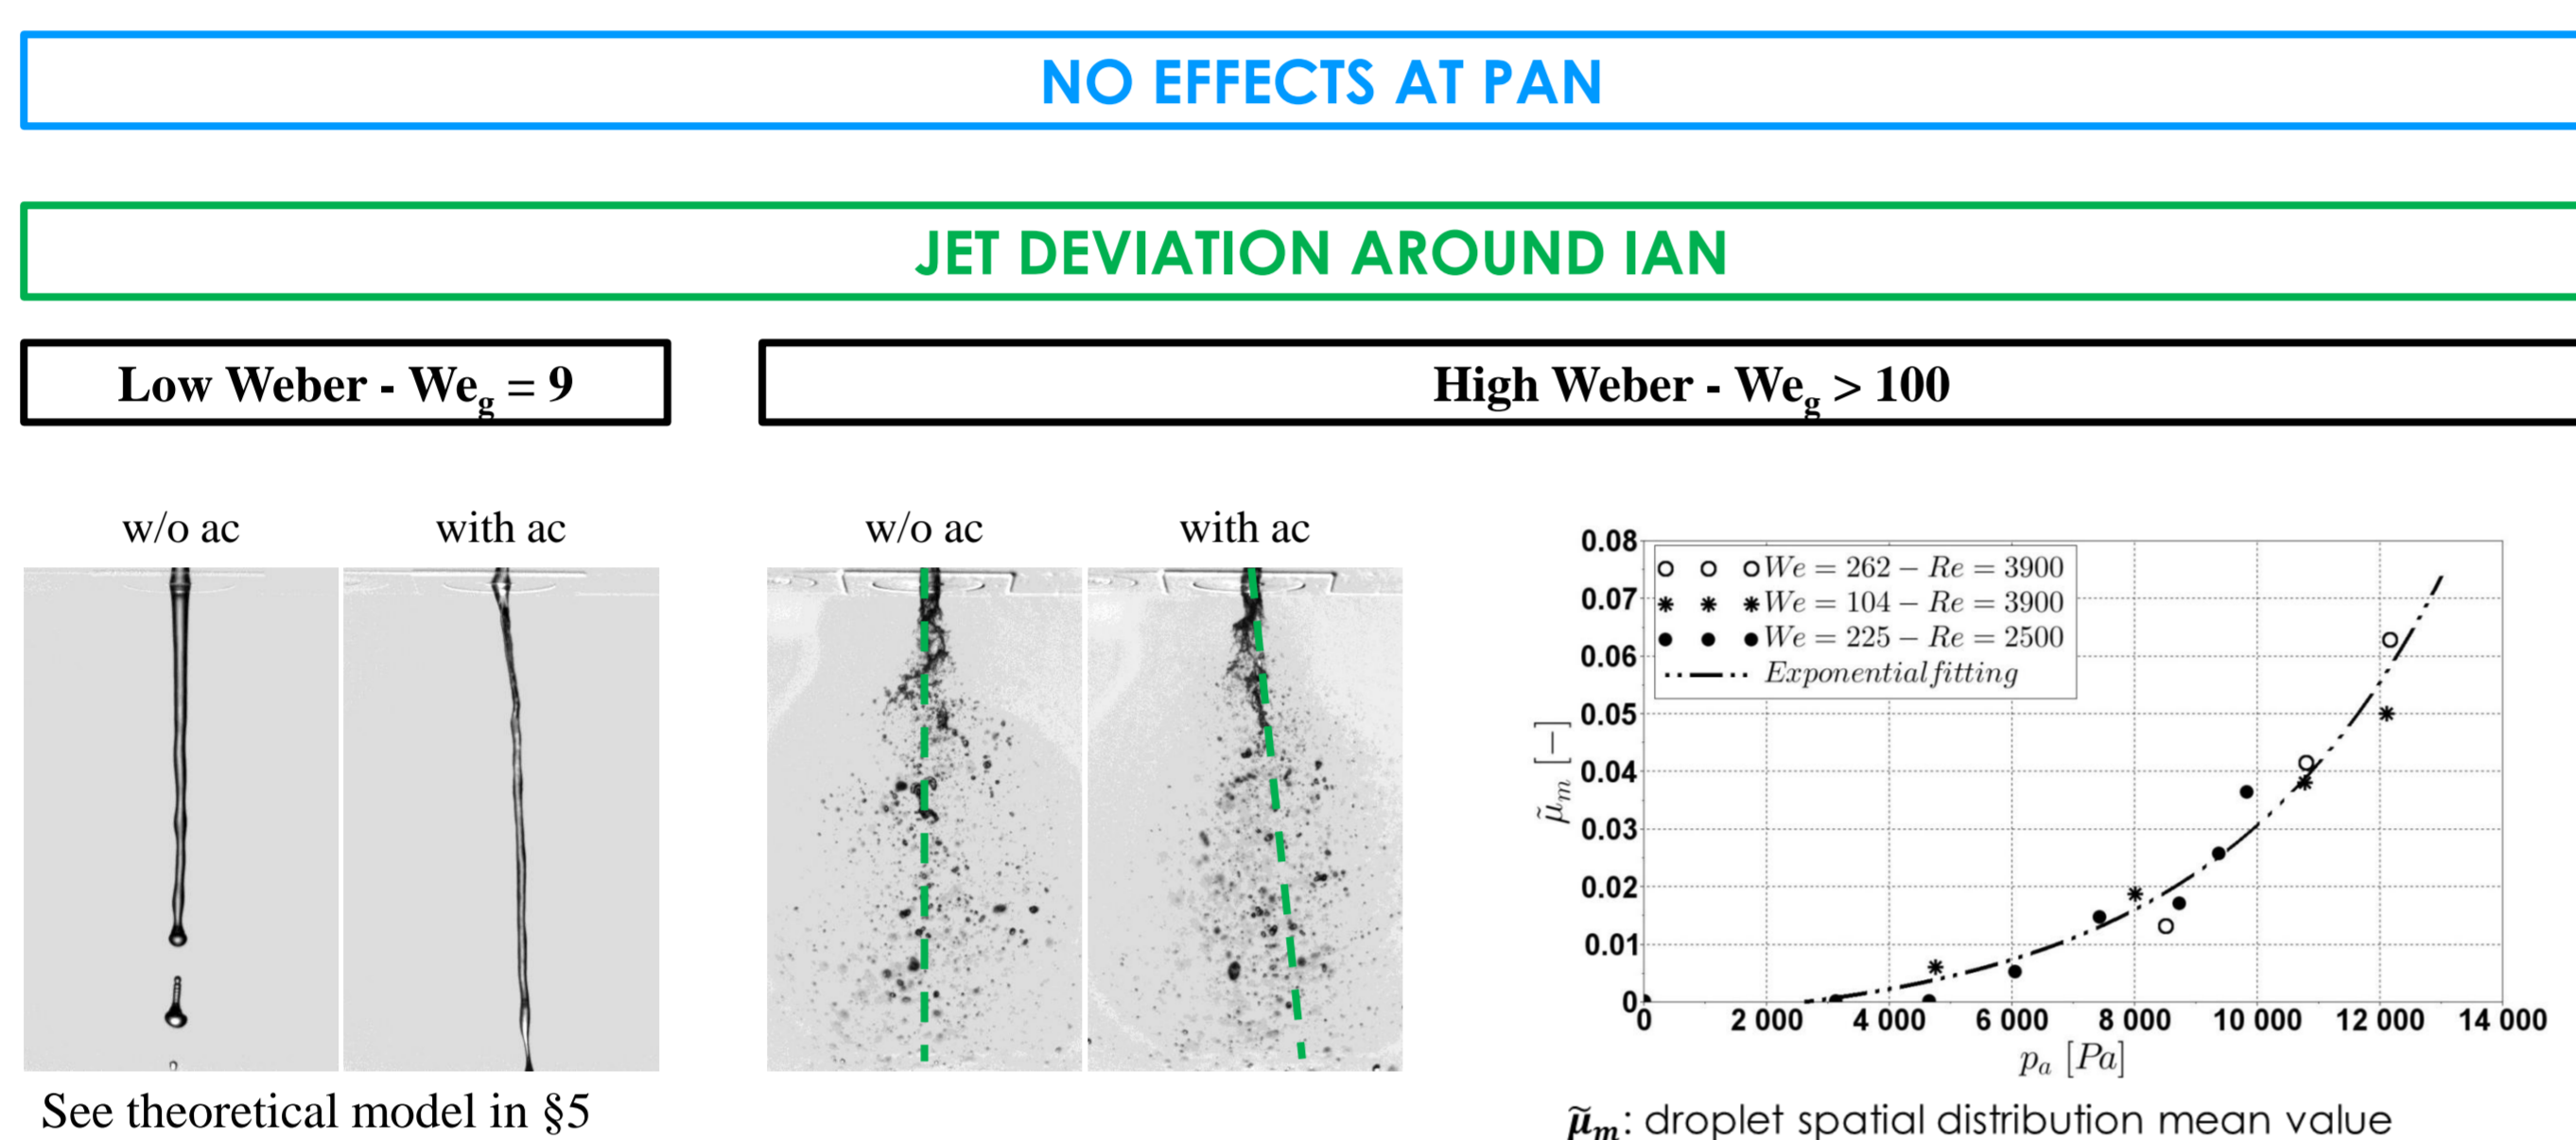 NO EFFECTS AT PAN
JET DEVIATION AROUND IAN
Low Weber - We_g = 9
High Weber - We_g > 100
w/o ac
with ac
w/o ac
with ac
See theoretical model in §5
0.08
0.07
0.06
0.05
0.04
0.03
0.02
0.01
0
We = 262 − Re = 3900
We = 104 − Re = 3900
We = 225 − Re = 2500
Exponential fitting
μ̃_m [−]
0 2 000 4 000 6 000 8 000 10 000 12 000 14 000
p_a [Pa]
μ̃_m: droplet spatial distribution mean value